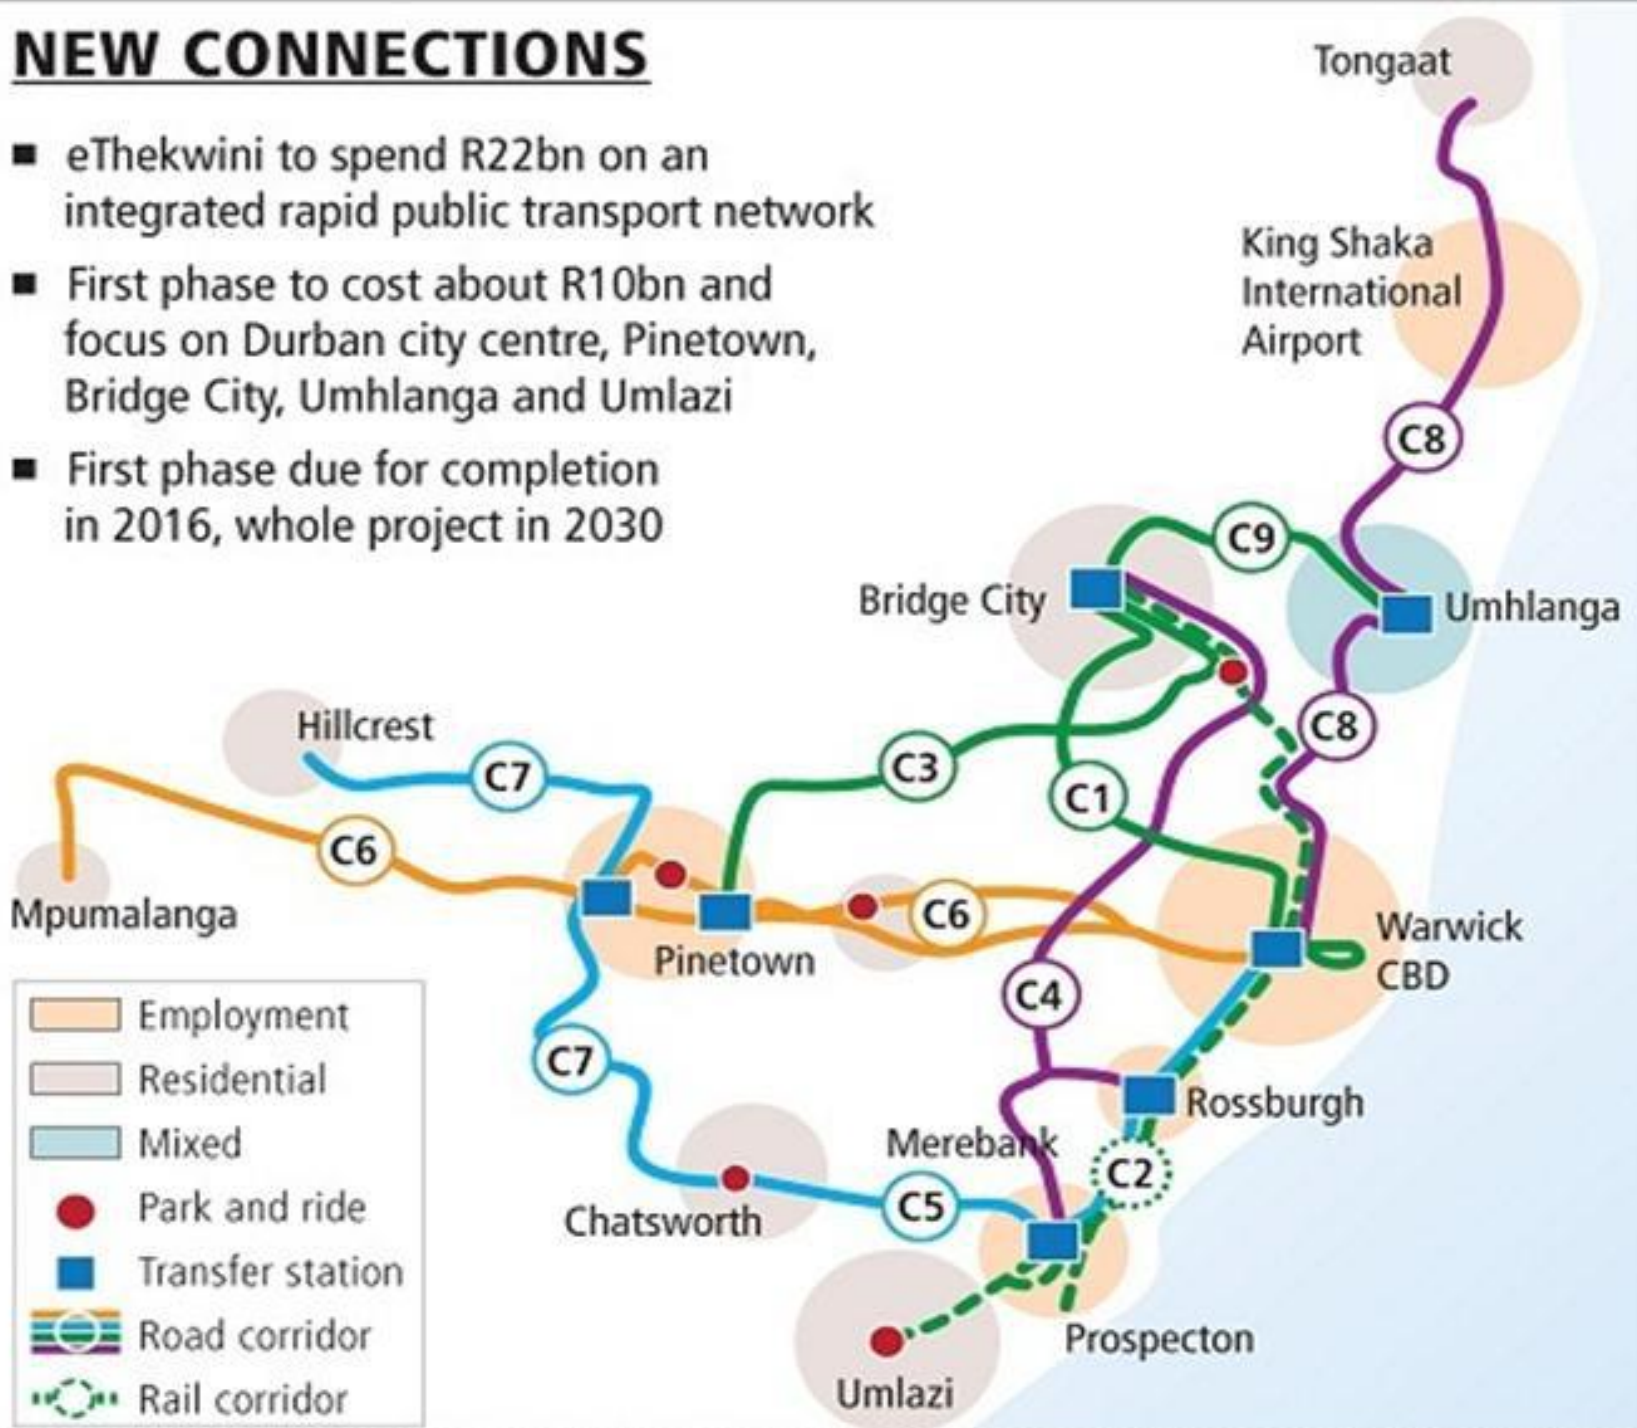 NEW CONNECTIONS
■ eThekwini to spend R22bn on an
integrated rapid public transport network
■ First phase to cost about R10bn and
focus on Durban city centre, Pinetown,
Bridge City, Umhlanga and Umlazi
■ First phase due for completion
in 2016, whole project in 2030
Tongaat
King Shaka
International
Airport
C8
C9
Bridge City
Umhlanga
Hillcrest
C8
C7
C3
C1
C6
Mpumalanga
C6
Pinetown
Warwick
CBD
C4
C7
Rossburgh
Merebank
C2
Chatsworth
C5
Prospecton
Umlazi
Employment
Residential
Mixed
Park and ride
Transfer station
Road corridor
Rail corridor